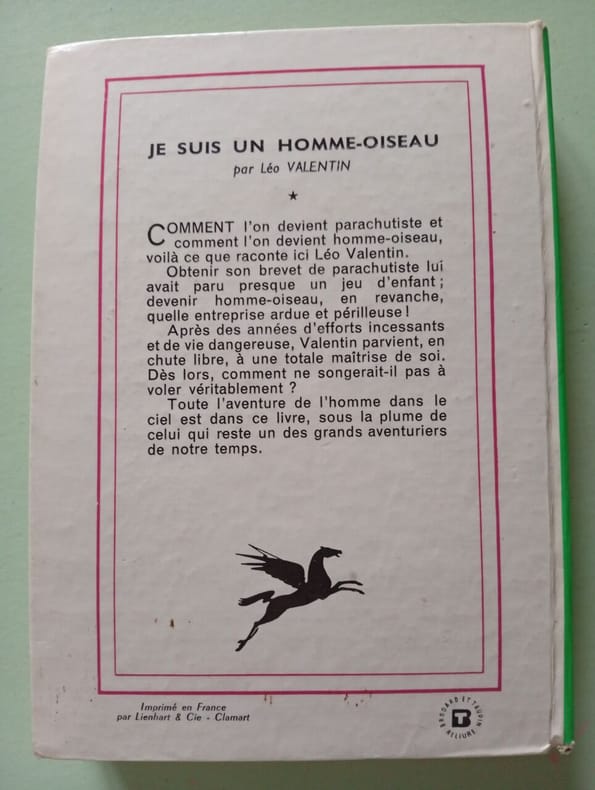 JE SUIS UN HOMME-OISEAU
par Léo VALENTIN
★
COMMENT l'on devient parachutiste et
comment l'on devient homme-oiseau,
voilà ce que raconte ici Léo Valentin.
Obtenir son brevet de parachutiste lui
avait paru presque un jeu d'enfant ;
devenir homme-oiseau, en revanche,
quelle entreprise ardue et périlleuse !
Après des années d'efforts incessants
et de vie dangereuse, Valentin parvient, en
chute libre, à une totale maîtrise de soi.
Dès lors, comment ne songerait-il pas à
voler véritablement ?
Toute l'aventure de l'homme dans le
ciel est dans ce livre, sous la plume de
celui qui reste un des grands aventuriers
de notre temps.
Imprimé en France
par Lienhart & Cie - Clamart
BRODARD ET TAUPIN
RELIURE
BT